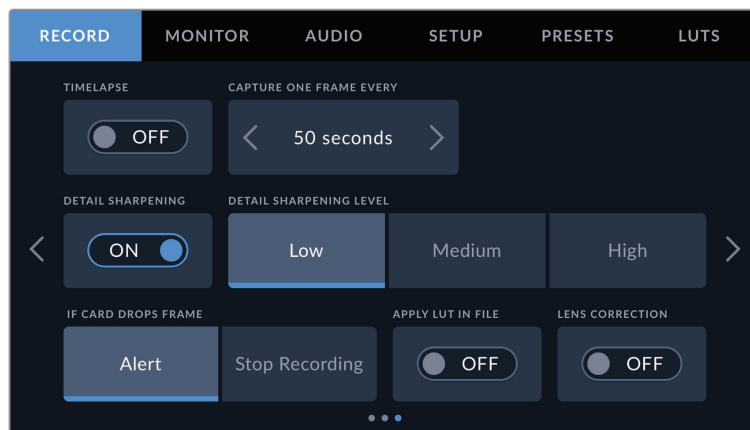 RECORD MONITOR AUDIO SETUP PRESETS LUTS
TIMELAPSE CAPTURE ONE FRAME EVERY
OFF 50 seconds
DETAIL SHARPENING DETAIL SHARPENING LEVEL
ON Low Medium High
IF CARD DROPS FRAME APPLY LUT IN FILE LENS CORRECTION
Alert Stop Recording OFF OFF